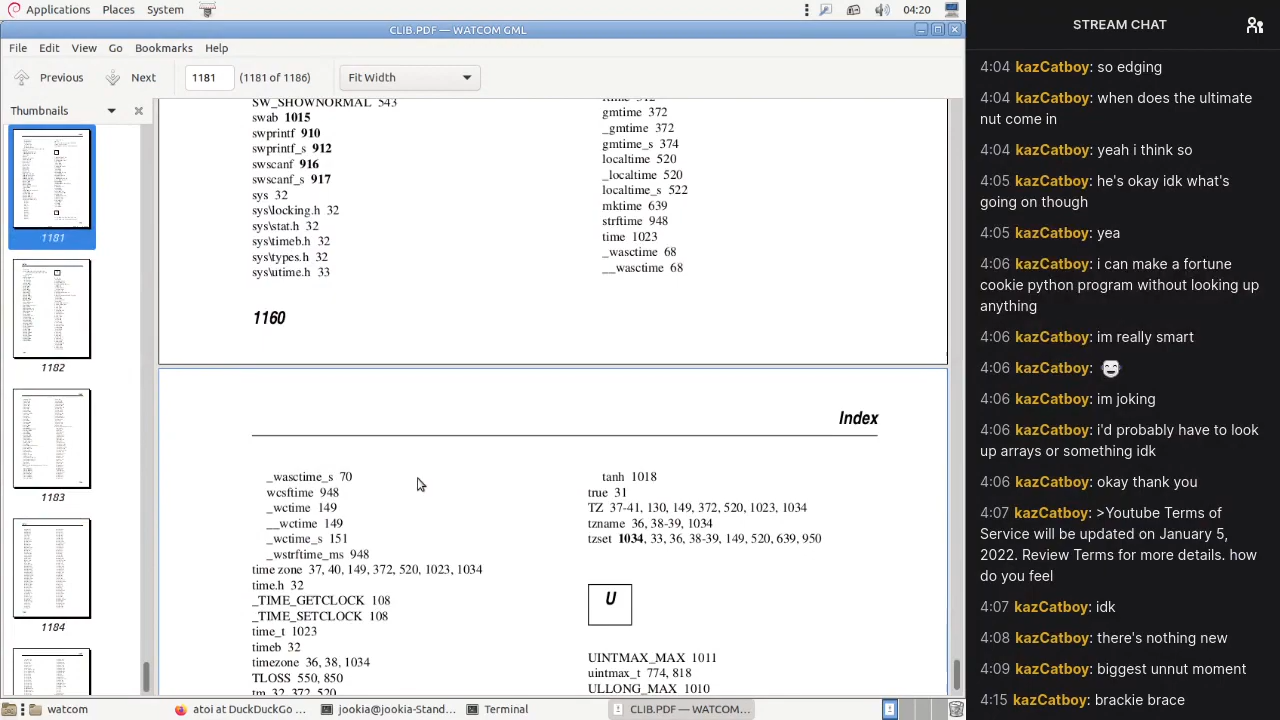 Applications Places System 04:20
CLIB.PDF — WATCOM GML
File Edit View Go Bookmarks Help
Previous Next 1181 (1181 of 1186) Fit Width
Thumbnails
1181
1182
1183
1184
SW_SHOWNORMAL 543
swab 1015
swprintf 910
swprintf_s 912
swscanf 916
swscanf_s 917
sys 32
sys\locking.h 32
sys\stat.h 32
sys\timeb.h 32
sys\types.h 32
sys\utime.h 33
gmtime 372
_gmtime 372
gmtime_s 374
localtime 520
_localtime 520
localtime_s 522
mktime 639
strftime 948
time 1023
_wasctime 68
__wasctime 68
1160
Index
_wasctime_s 70
wcsftime 948
_wctime 149
__wctime 149
_wctime_s 151
_wstrftime_ms 948
time zone 37, 40, 149, 372, 520, 1023, 1034
time.h 32
_TIME_GETCLOCK 108
_TIME_SETCLOCK 108
time_t 1023
timeb 32
timezone 36, 38, 1034
TLOSS 550, 850
tm 32, 372, 520
tanh 1018
true 31
TZ 37-41, 130, 149, 372, 520, 1023, 1034
tzname 36, 38-39, 1034
tzset 1034, 33, 36, 38-39, 149, 520, 639, 950
U
UINTMAX_MAX 1011
uintmax_t 774, 818
ULLONG_MAX 1010
watcom atoi at DuckDuckGo ... jookie@pookia-Stand... Terminal CLIB.PDF — WATCOM...
STREAM CHAT
4:04 kazCatboy: so edging
4:04 kazCatboy: when does the ultimate
nut come in
4:04 kazCatboy: yeah i think so
4:05 kazCatboy: he's okay idk what's
going on though
4:05 kazCatboy: yea
4:06 kazCatboy: i can make a fortune
cookie python program without looking up
anything
4:06 kazCatboy: im really smart
4:06 kazCatboy:
4:06 kazCatboy: im joking
4:06 kazCatboy: i'd probably have to look
up arrays or something idk
4:06 kazCatboy: okay thank you
4:07 kazCatboy: >Youtube Terms of
Service will be updated on January 5,
2022. Review Terms for more details. how
do you feel
4:07 kazCatboy: idk
4:08 kazCatboy: there's nothing new
4:09 kazCatboy: biggest unnut moment
4:15 kazCatboy: brackie brace